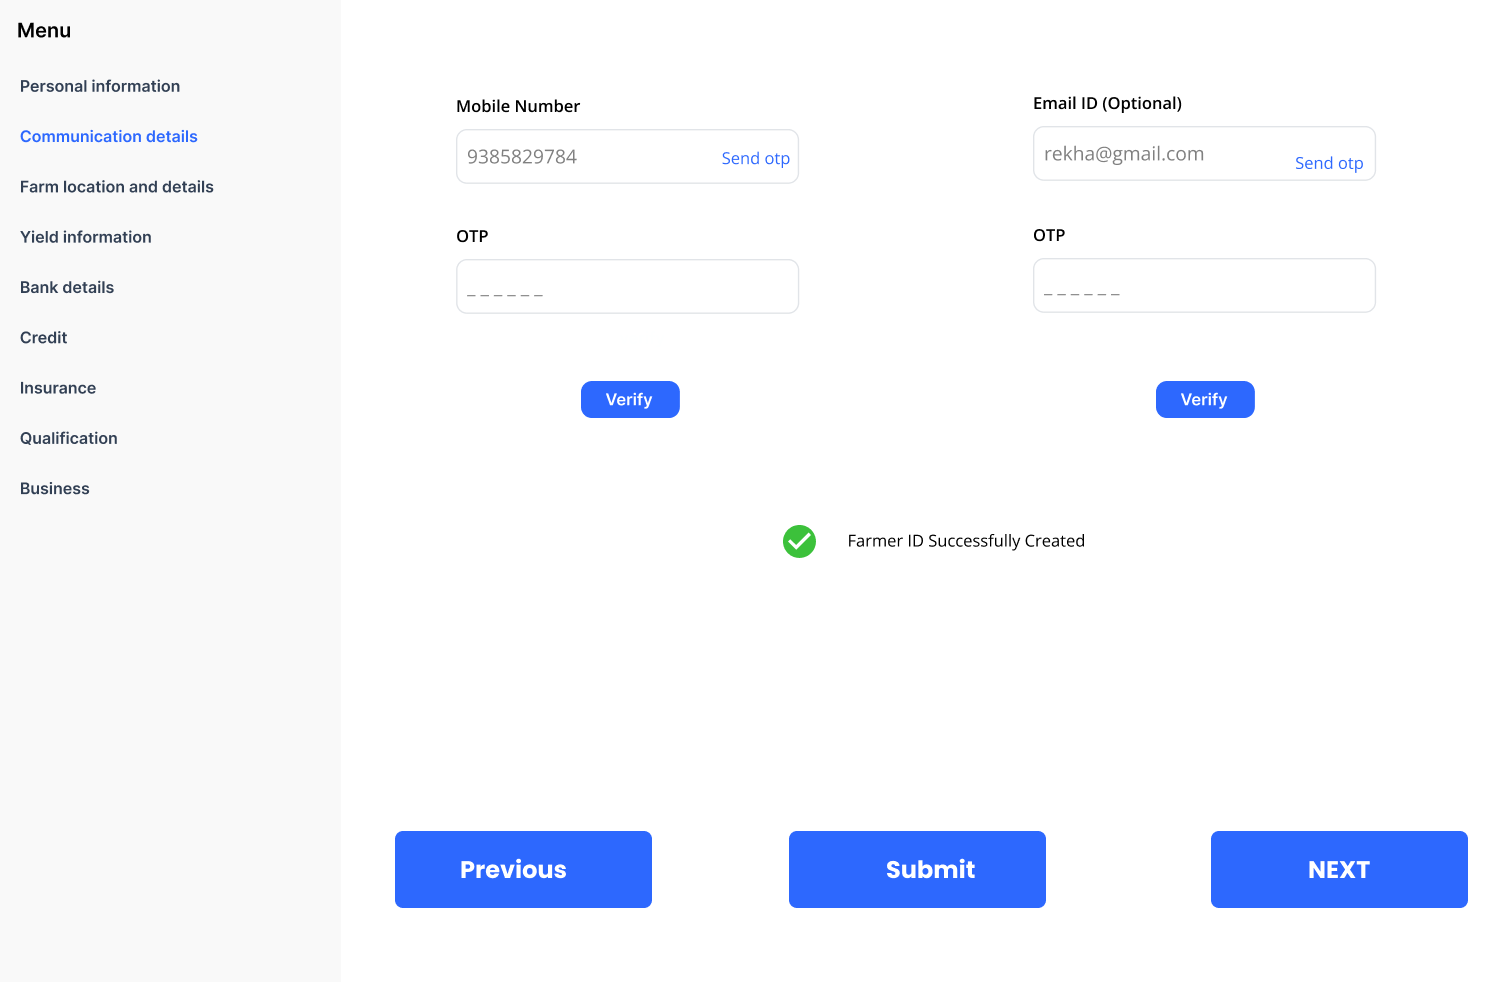 Menu
Personal information
Communication details
Farm location and details
Yield information
Bank details
Credit
Insurance
Qualification
Business
Mobile Number
9385829784 Send otp
OTP
_ _ _ _ _ _
Verify
Email ID (Optional)
rekha@gmail.com Send otp
OTP
_ _ _ _ _ _
Verify
Farmer ID Successfully Created
Previous
Submit
NEXT